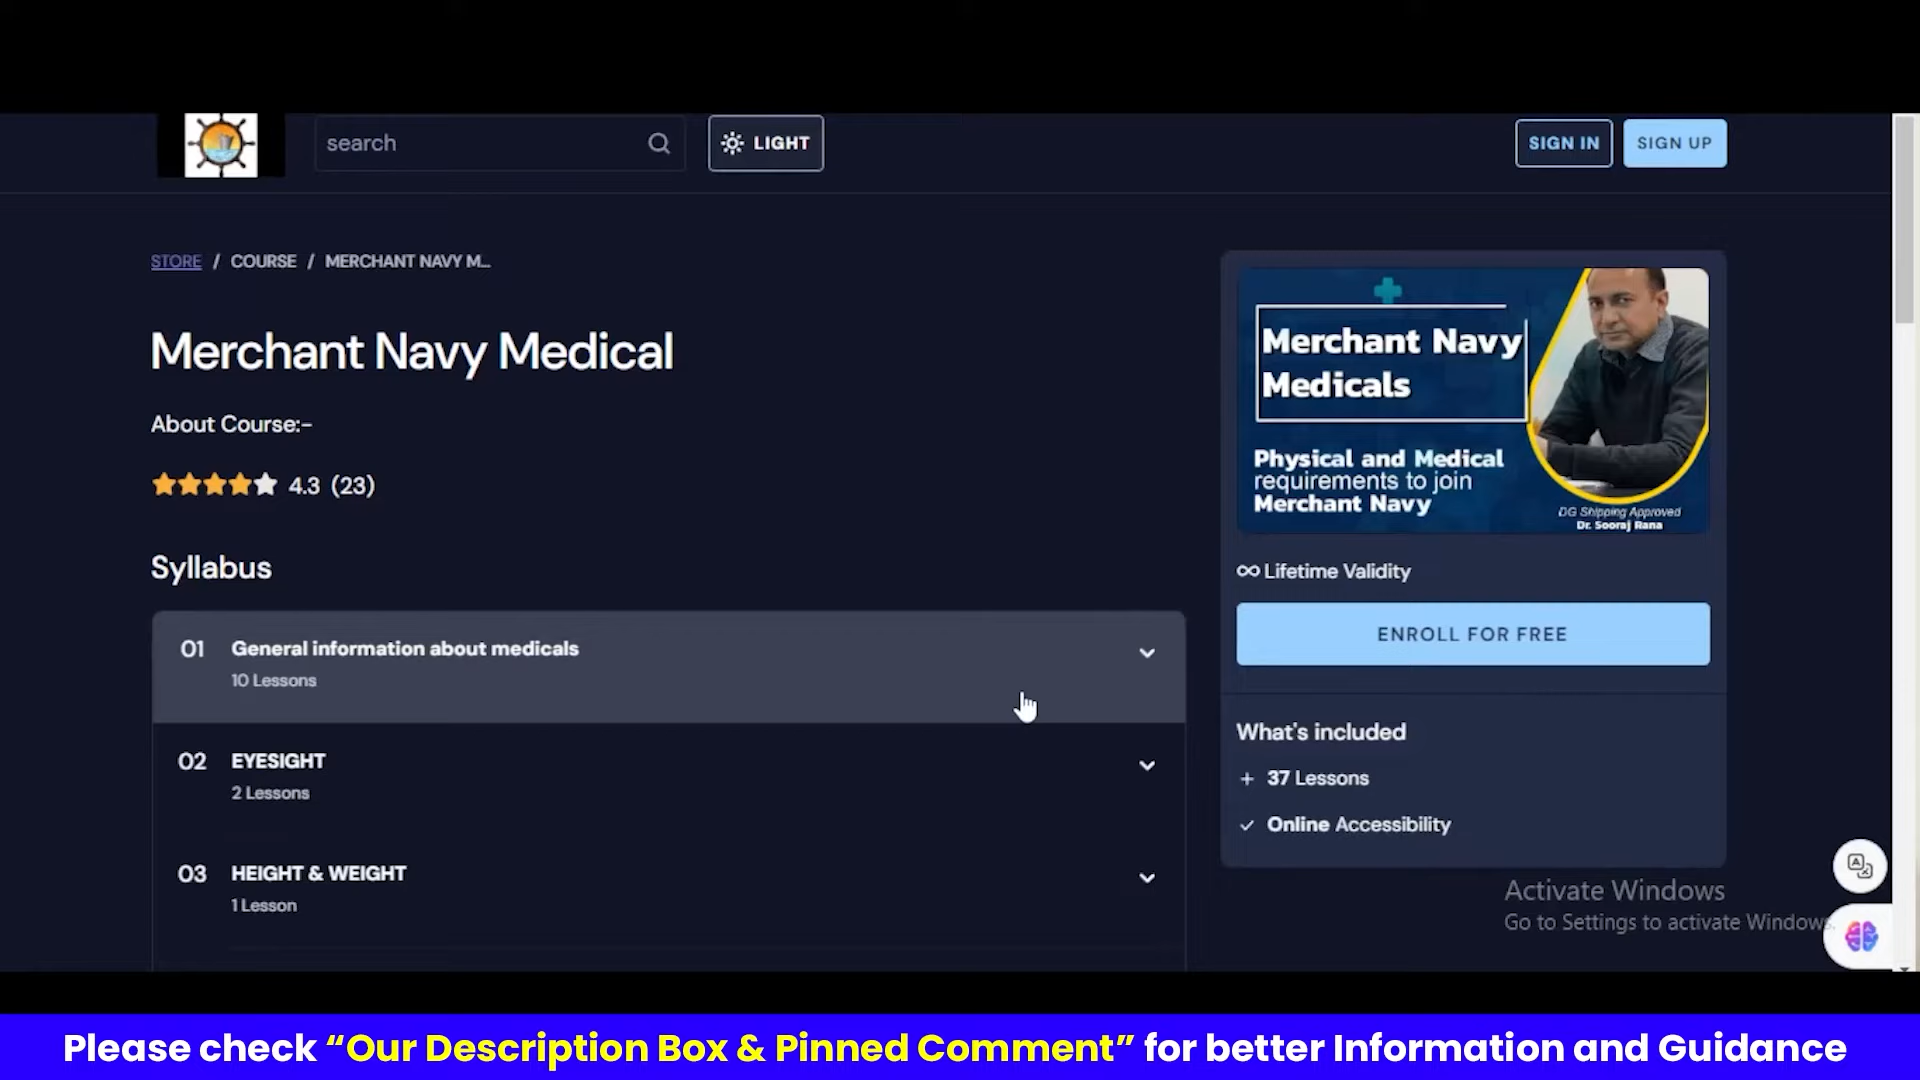 search
LIGHT
SIGN IN
SIGN UP
STORE / COURSE / MERCHANT NAVY M...
Merchant Navy Medical
About Course:-
4.3 (23)
Syllabus
01 General information about medicals
10 Lessons
02 EYESIGHT
2 Lessons
03 HEIGHT & WEIGHT
1 Lesson
Merchant Navy
Medicals
Physical and Medical
requirements to join
Merchant Navy
DG Shipping Approved
Dr. Sooraj Rana
Lifetime Validity
ENROLL FOR FREE
What's included
+ 37 Lessons
Online Accessibility
Activate Windows
Go to Settings to activate Windows.
Please check “Our Description Box & Pinned Comment” for better Information and Guidance